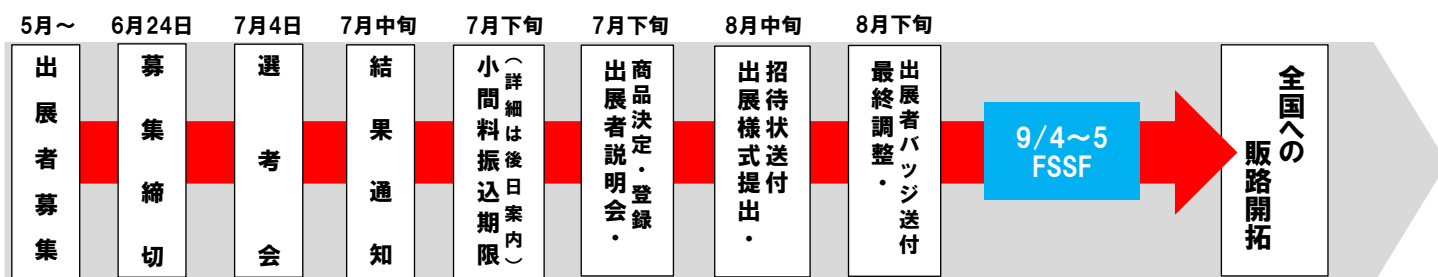 5月～
出展者募集
6月24日
募集締切
7月4日
選考会
7月中旬
結果通知
7月下旬
小間料振込期限
（詳細は後日案内）
7月下旬
出展者説明会・
商品決定・登録
8月中旬
出展様式提出・
招待状送付
8月下旬
最終調整・
出展者バッジ送付
9/4～5
FSSF
全国への
販路開拓